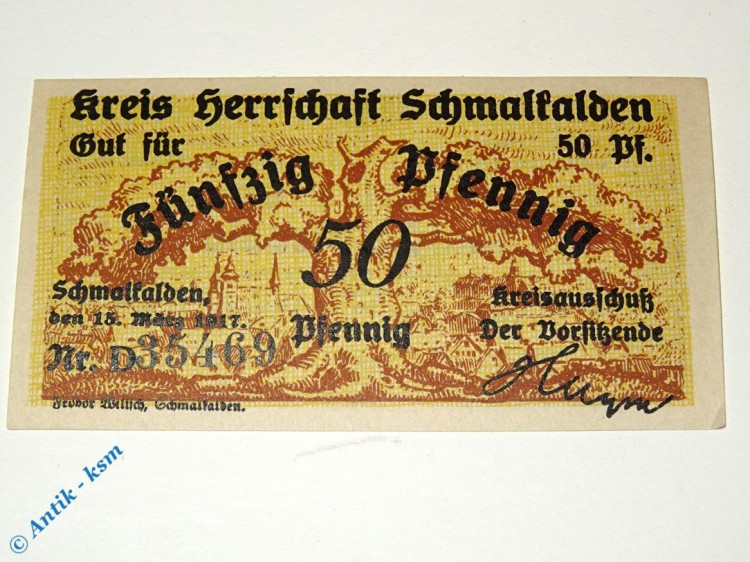 Kreis Herrschaft Schmalkalden
Gut für 50 Pf.
Fünfzig Pfennig
50
Pfennig
Schmalkalden,
den 15. März 1917.
Nr. D35469
Kreisausschuß
Der Vorsitzende
Feodor Wilisch, Schmalkalden.
© Antik - ksm